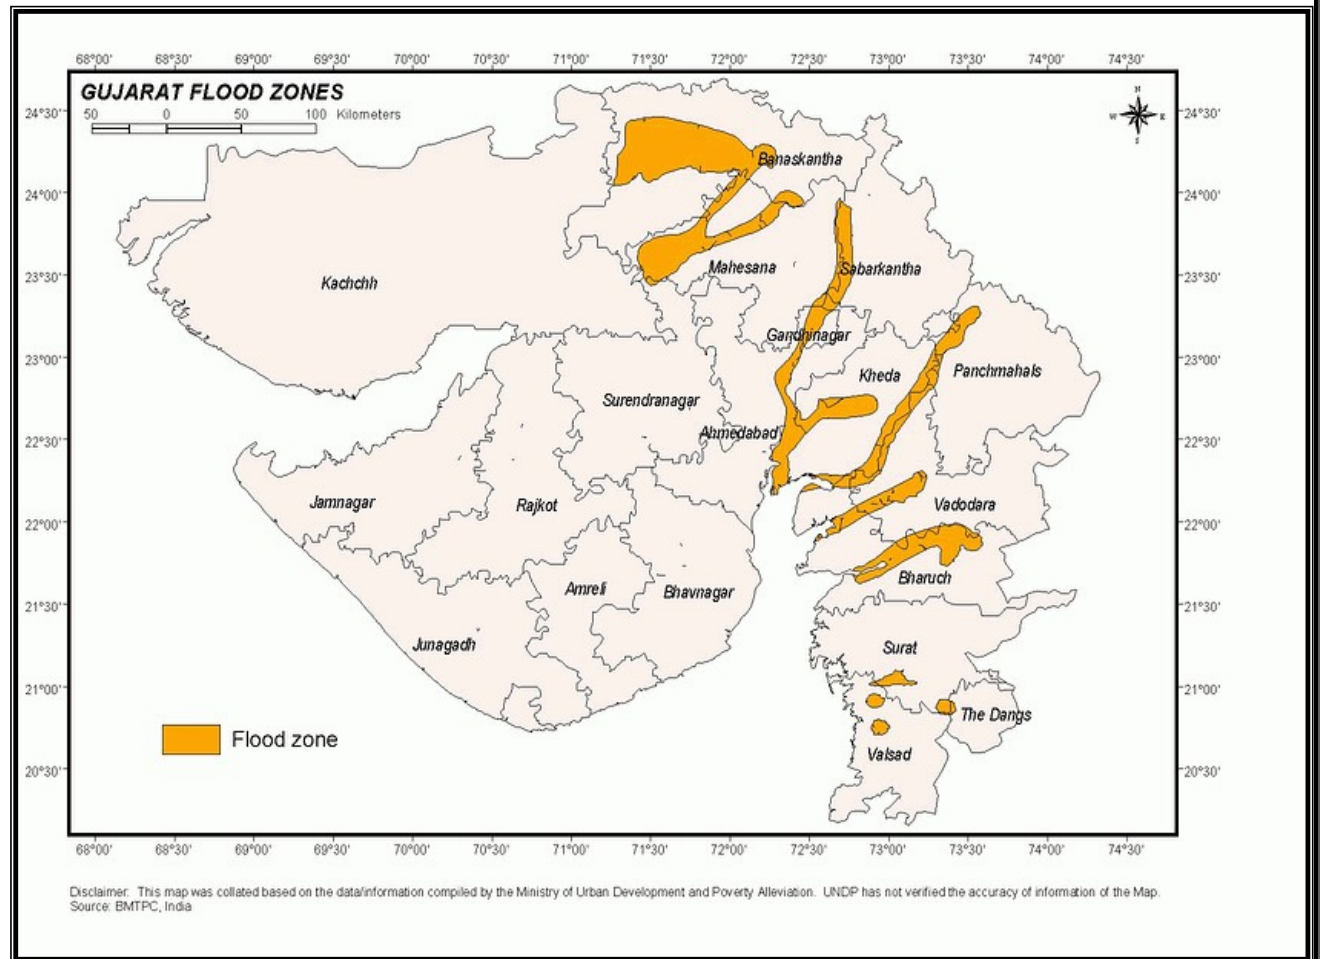 68°00' 68°30' 69°00' 69°30' 70°00' 70°30' 71°00' 71°30' 72°00' 72°30' 73°00' 73°30' 74°00' 74°30'
GUJARAT FLOOD ZONES
50 0 50 100 Kilometers
N
W E
S
24°30' 24°30'
Banaskantha
24°00' 24°00'
Mahesana
Sabarkantha
23°30' 23°30'
Kachchh
Gandhinagar
23°00' 23°00'
Kheda
Panchmahals
Surendranagar
Ahmedabad
22°30' 22°30'
Jamnagar
Rajkot
Vadodara
22°00' 22°00'
Bharuch
Amreli
Bhavnagar
21°30' 21°30'
Junagadh
Surat
21°00' 21°00'
The Dangs
Flood zone
Valsad
20°30' 20°30'
68°00' 68°30' 69°00' 69°30' 70°00' 70°30' 71°00' 71°30' 72°00' 72°30' 73°00' 73°30' 74°00' 74°30'
Disclaimer: This map was collated based on the data/information compiled by the Ministry of Urban Development and Poverty Alleviation. UNDP has not verified the accuracy of information of the Map.
Source: BMTPC, India